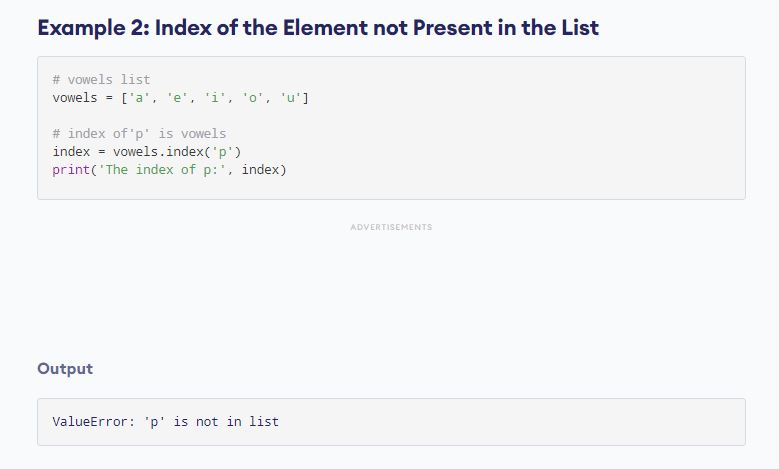 Example 2: Index of the Element not Present in the List
# vowels list
vowels = ['a', 'e', 'i', 'o', 'u']
# index of'p' is vowels
index = vowels.index('p')
print('The index of p:', index)
ADVERTISEMENTS
Output
ValueError: 'p' is not in list